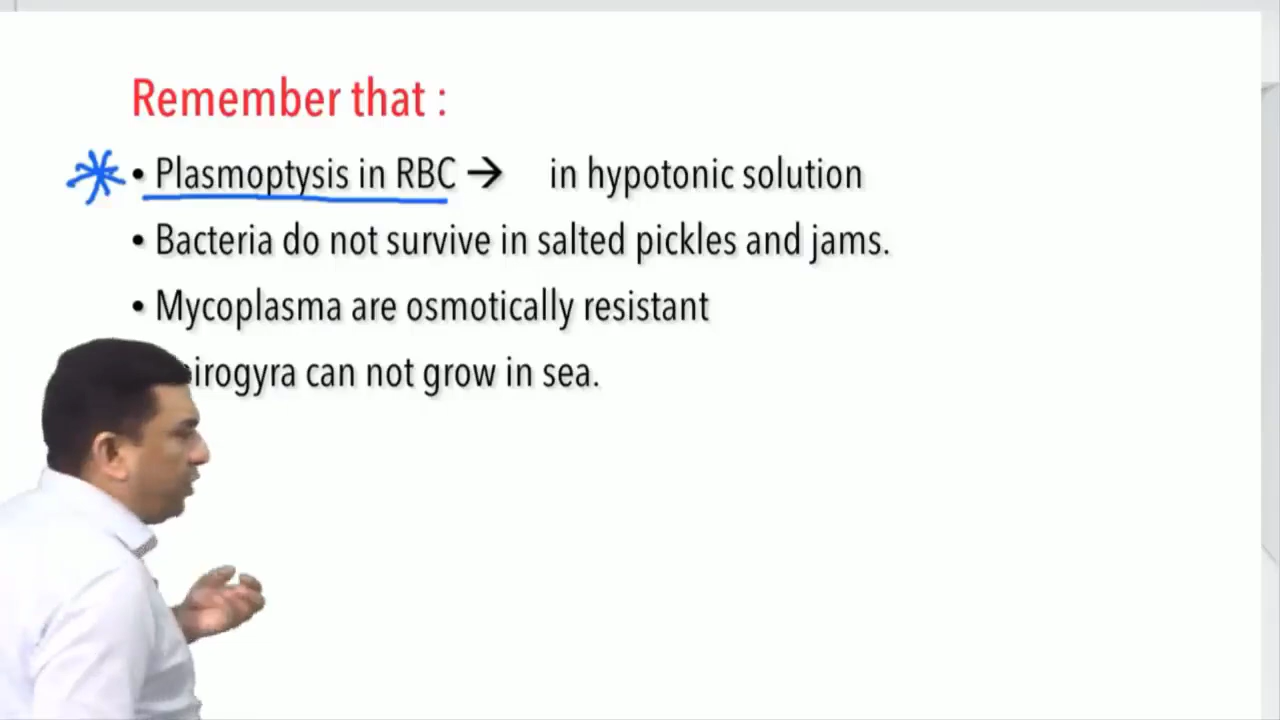 Remember that :
• Plasmoptysis in RBC → in hypotonic solution
• Bacteria do not survive in salted pickles and jams.
• Mycoplasma are osmotically resistant
can not grow in sea.